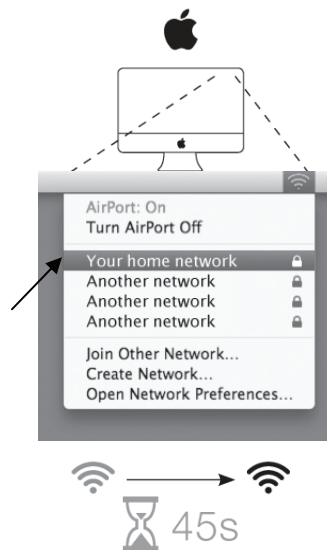 AirPort: On
Turn AirPort Off
Your home network
Another network
Another network
Another network
Join Other Network...
Create Network...
Open Network Preferences...
45s